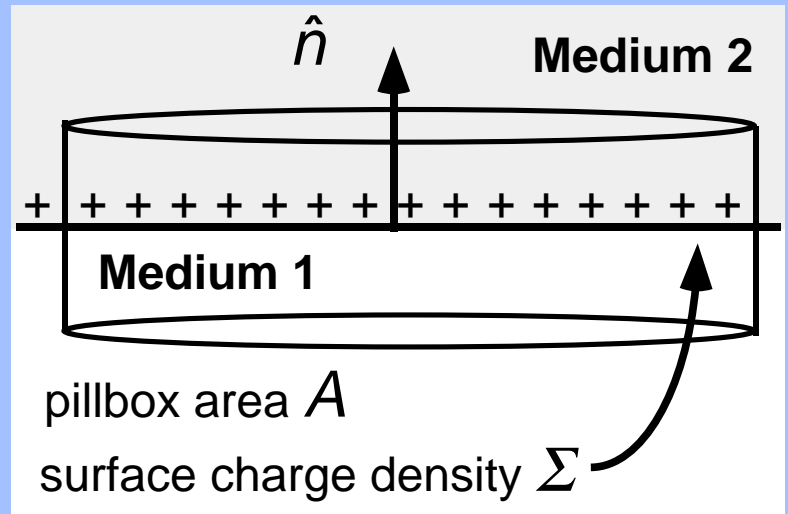 n̂
Medium 2
+ + + + + + + + + + + + + + + +
Medium 1
pillbox area A
surface charge density Σ